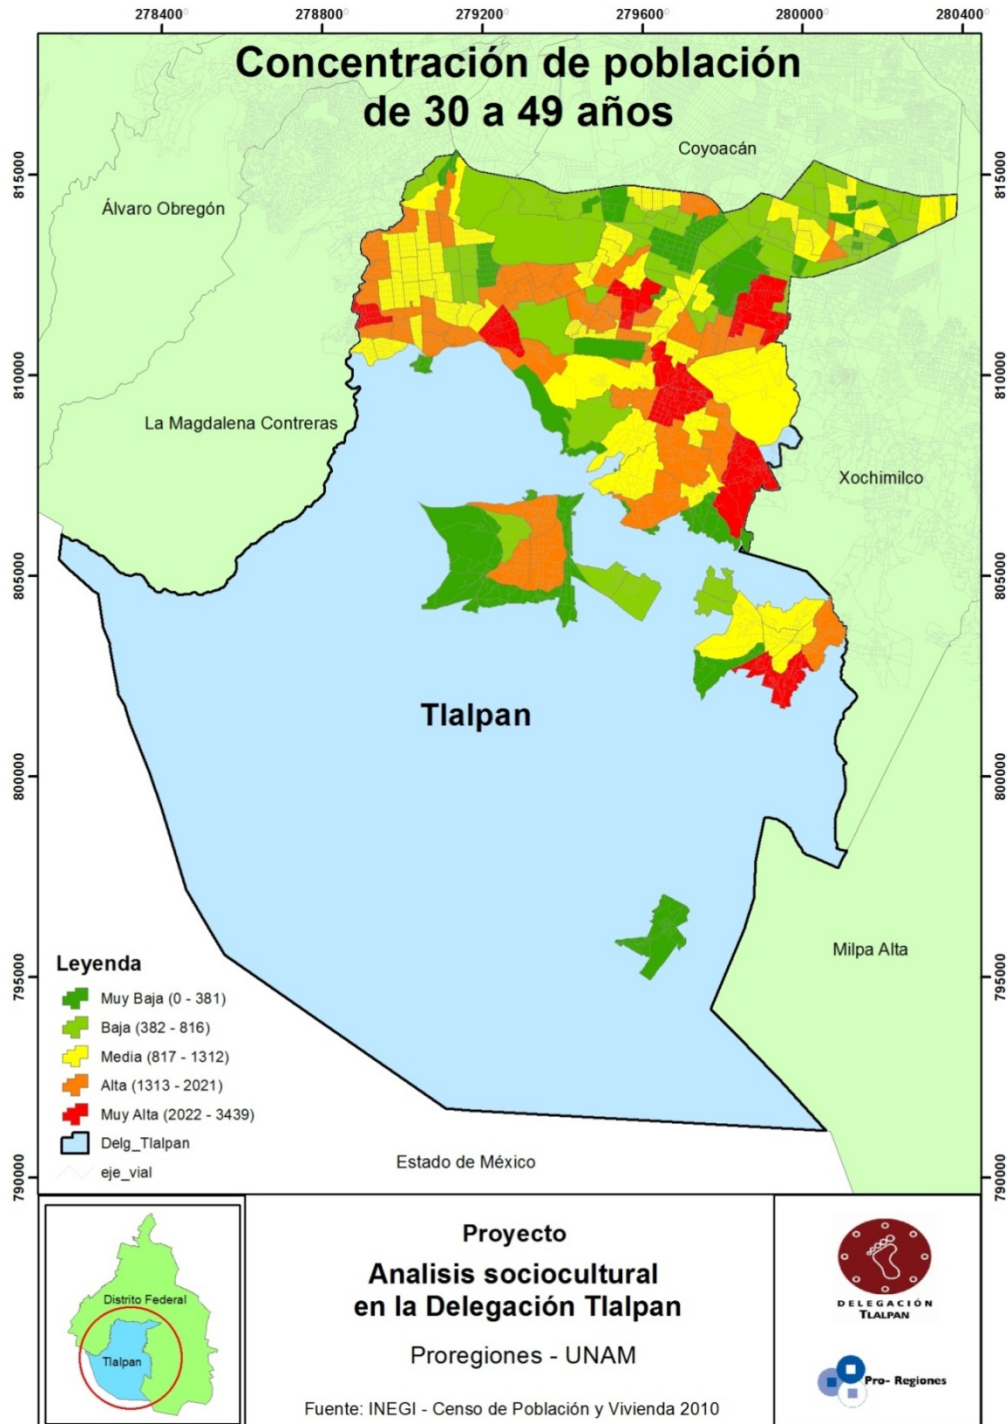 278400° 278800° 279200° 279600° 280000° 280400°
Concentración de población
de 30 a 49 años
Coyoacán
815000 815000
Álvaro Obregón
810000 810000
La Magdalena Contreras
Xochimilco
805000 805000
Tlalpan
800000 800000
Milpa Alta
795000 795000
Leyenda
Muy Baja (0 - 381)
Baja (382 - 816)
Media (817 - 1312)
Alta (1313 - 2021)
Muy Alta (2022 - 3439)
Delg_Tlalpan
eje_vial
Estado de México
790000 790000
Distrito Federal
Tlalpan
Proyecto
Analisis sociocultural
en la Delegación Tlalpan
Proregiones - UNAM
Fuente: INEGI - Censo de Población y Vivienda 2010
DELEGACIÓN
TLALPAN
Pro- Regiones